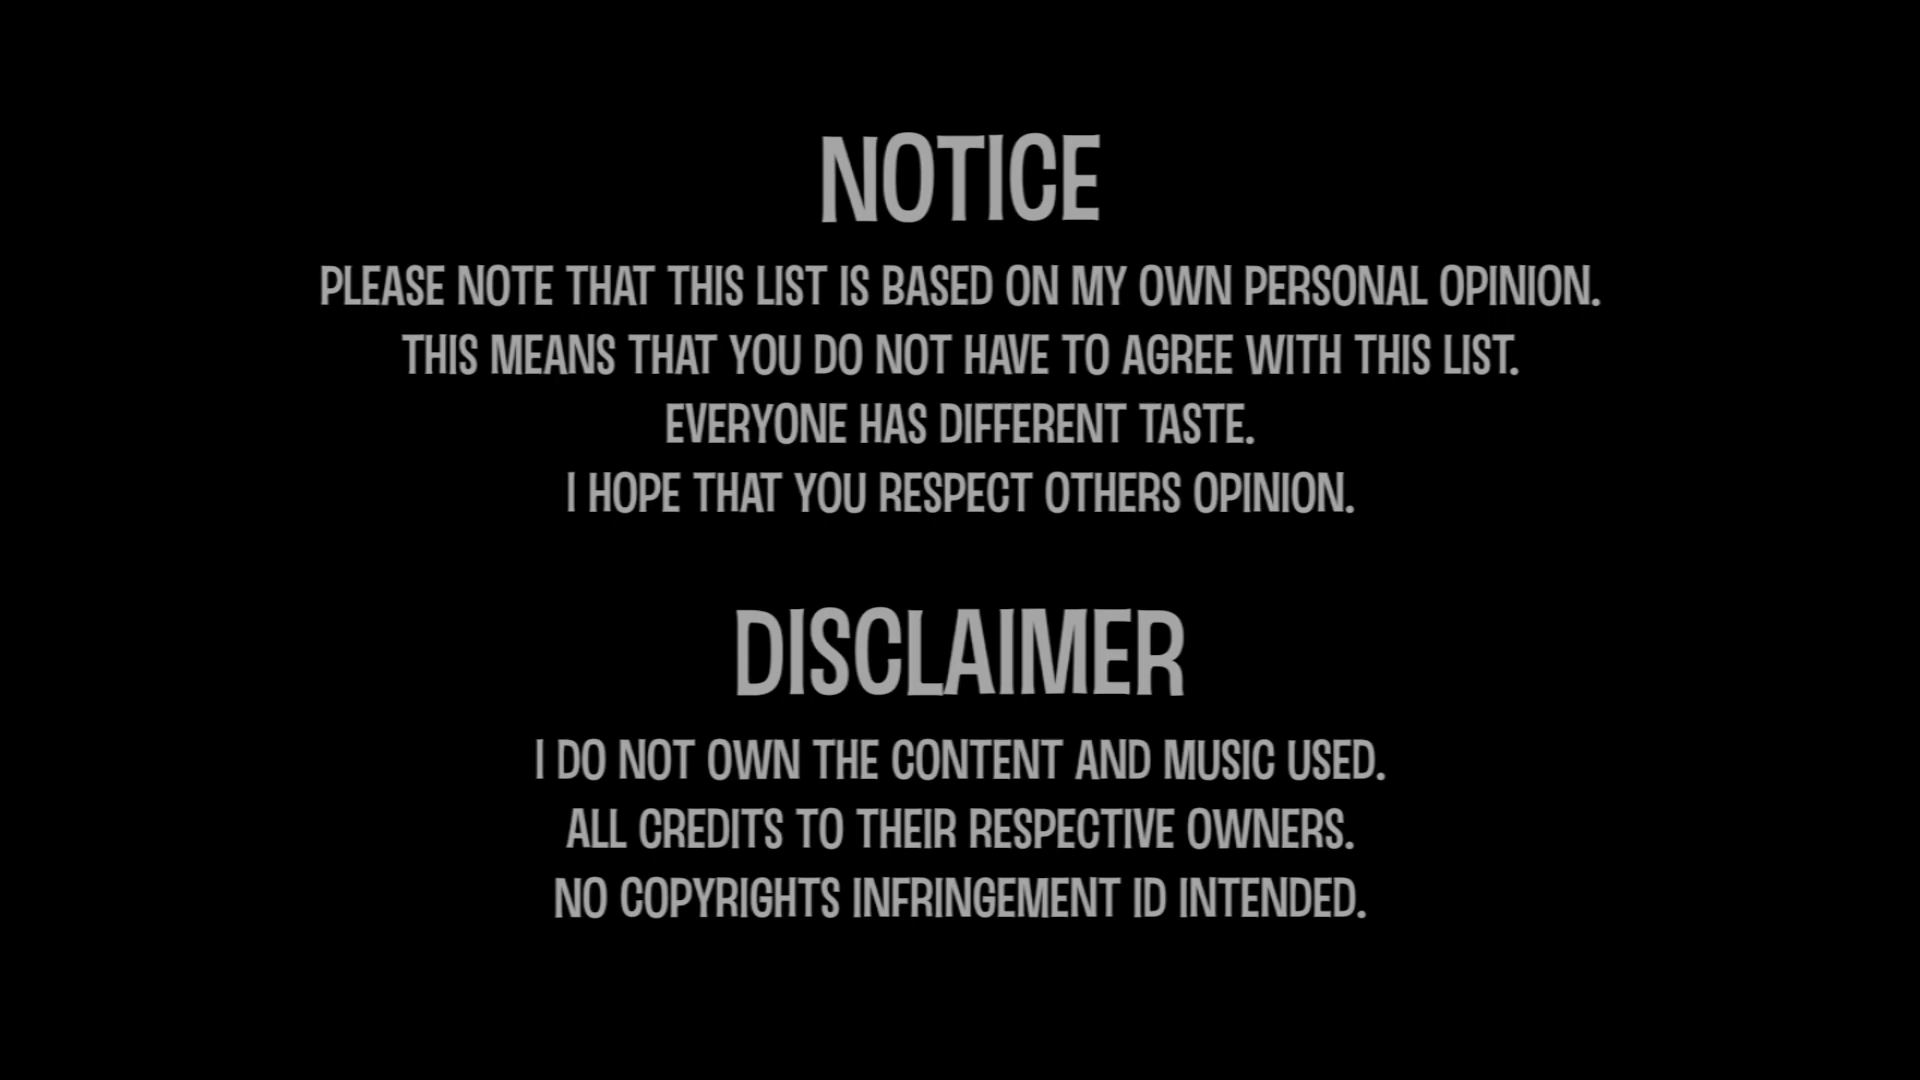 NOTICE
PLEASE NOTE THAT THIS LIST IS BASED ON MY OWN PERSONAL OPINION.
THIS MEANS THAT YOU DO NOT HAVE TO AGREE WITH THIS LIST.
EVERYONE HAS DIFFERENT TASTE.
I HOPE THAT YOU RESPECT OTHERS OPINION.
DISCLAIMER
I DO NOT OWN THE CONTENT AND MUSIC USED.
ALL CREDITS TO THEIR RESPECTIVE OWNERS.
NO COPYRIGHTS INFRINGEMENT ID INTENDED.